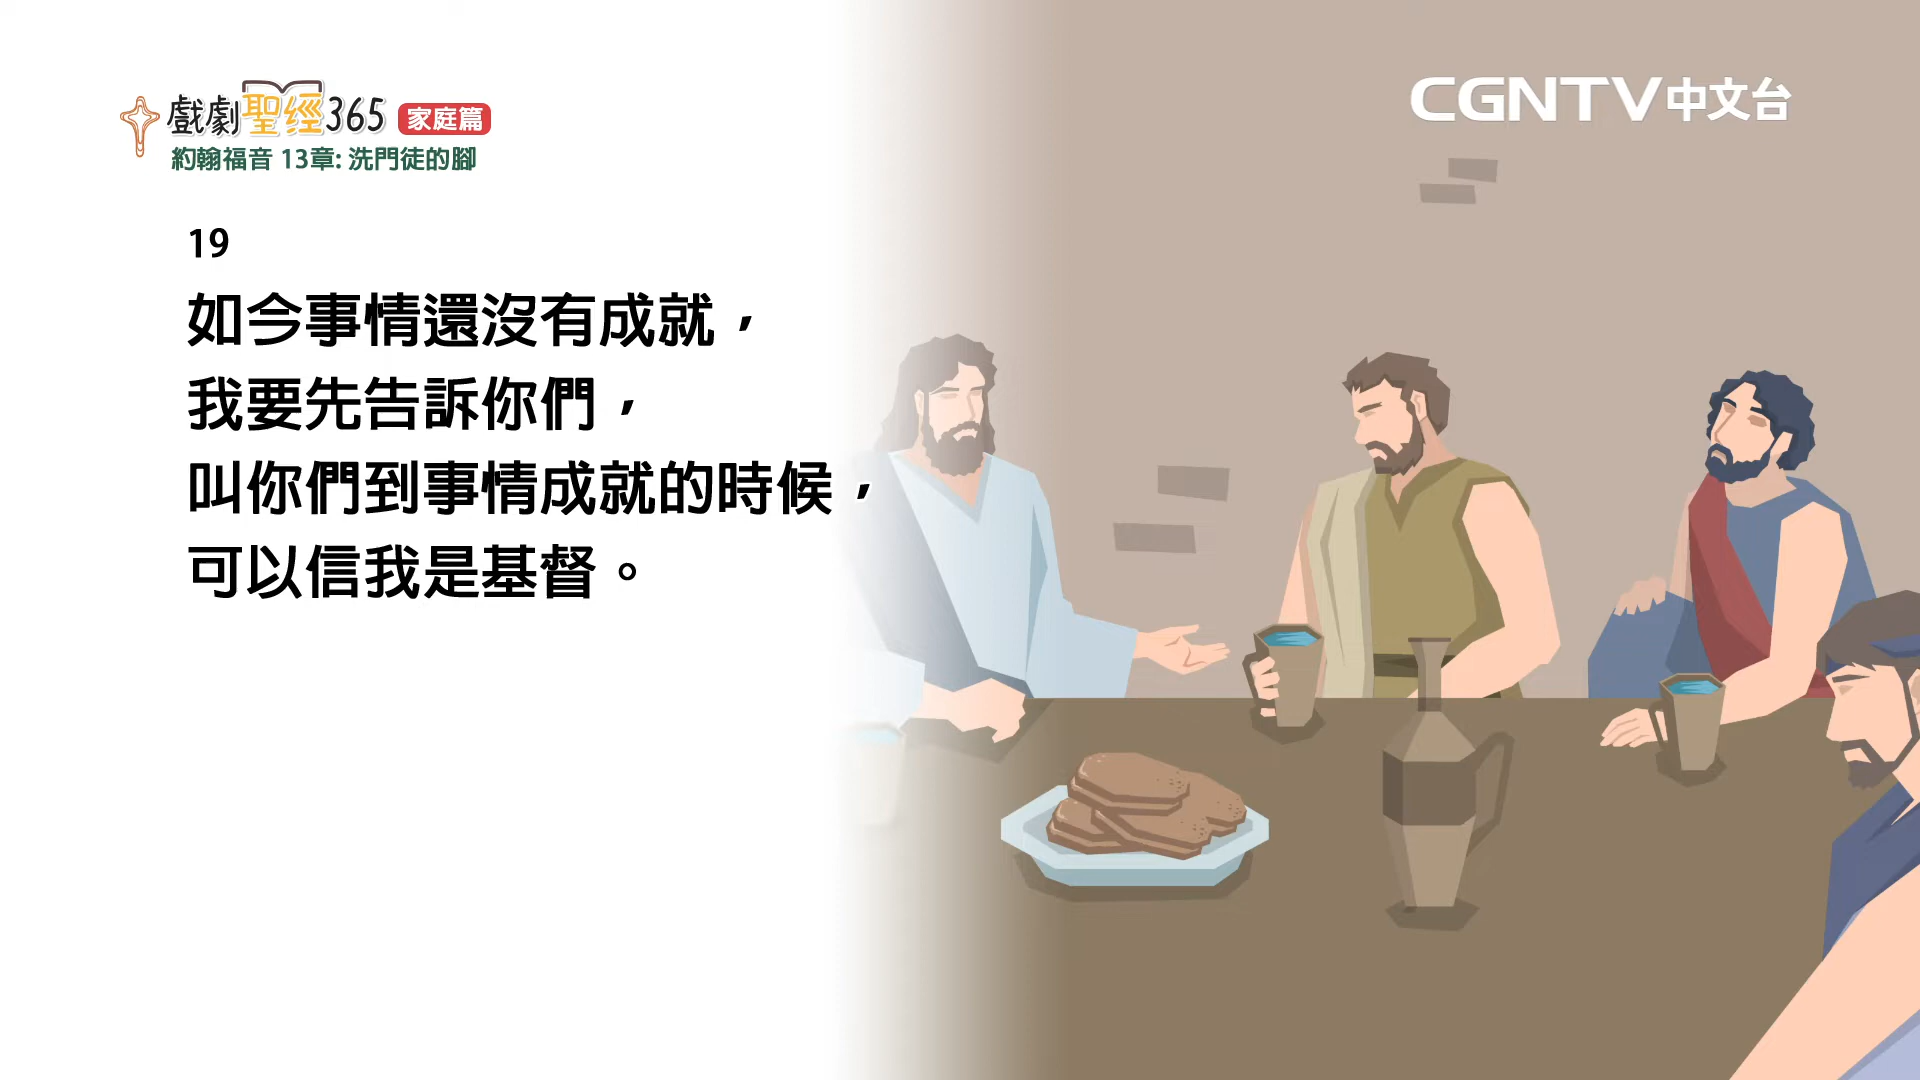 戲劇聖經365 家庭篇
約翰福音 13章: 洗門徒的腳
CGNTV中文台
19
如今事情還沒有成就，
我要先告訴你們，
叫你們到事情成就的時候，
可以信我是基督。